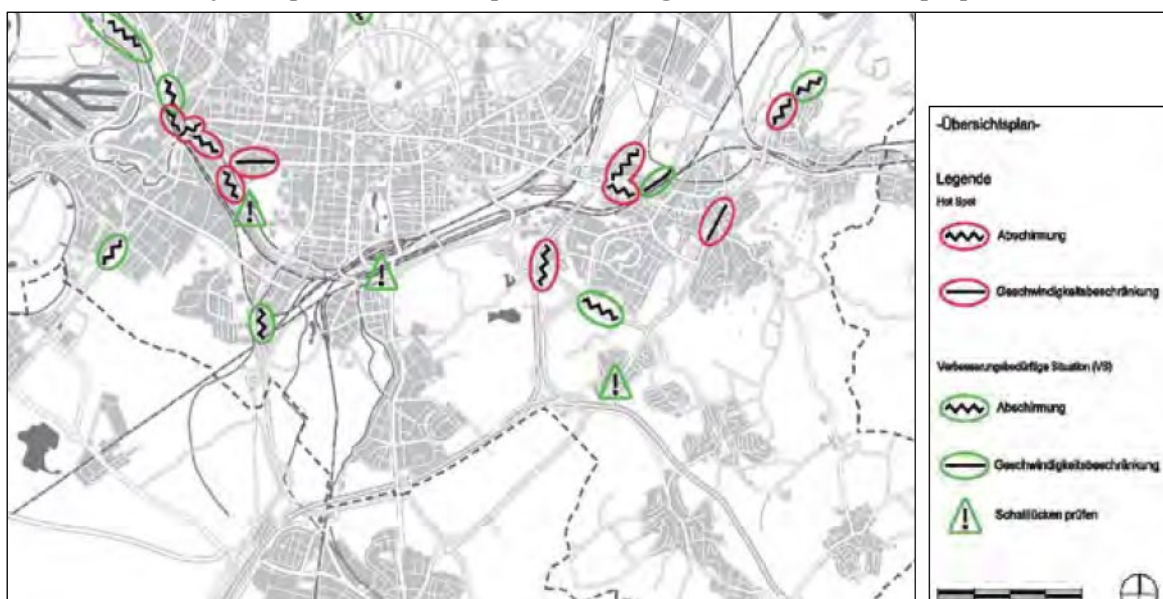 -Übersichtsplan-
Legende
Hot Spot
Abschirmung
Geschwindigkeitsbeschränkung
Verbesserungsbedürftige Situation (VS)
Abschirmung
Geschwindigkeitsbeschränkung
Schalllücken prüfen